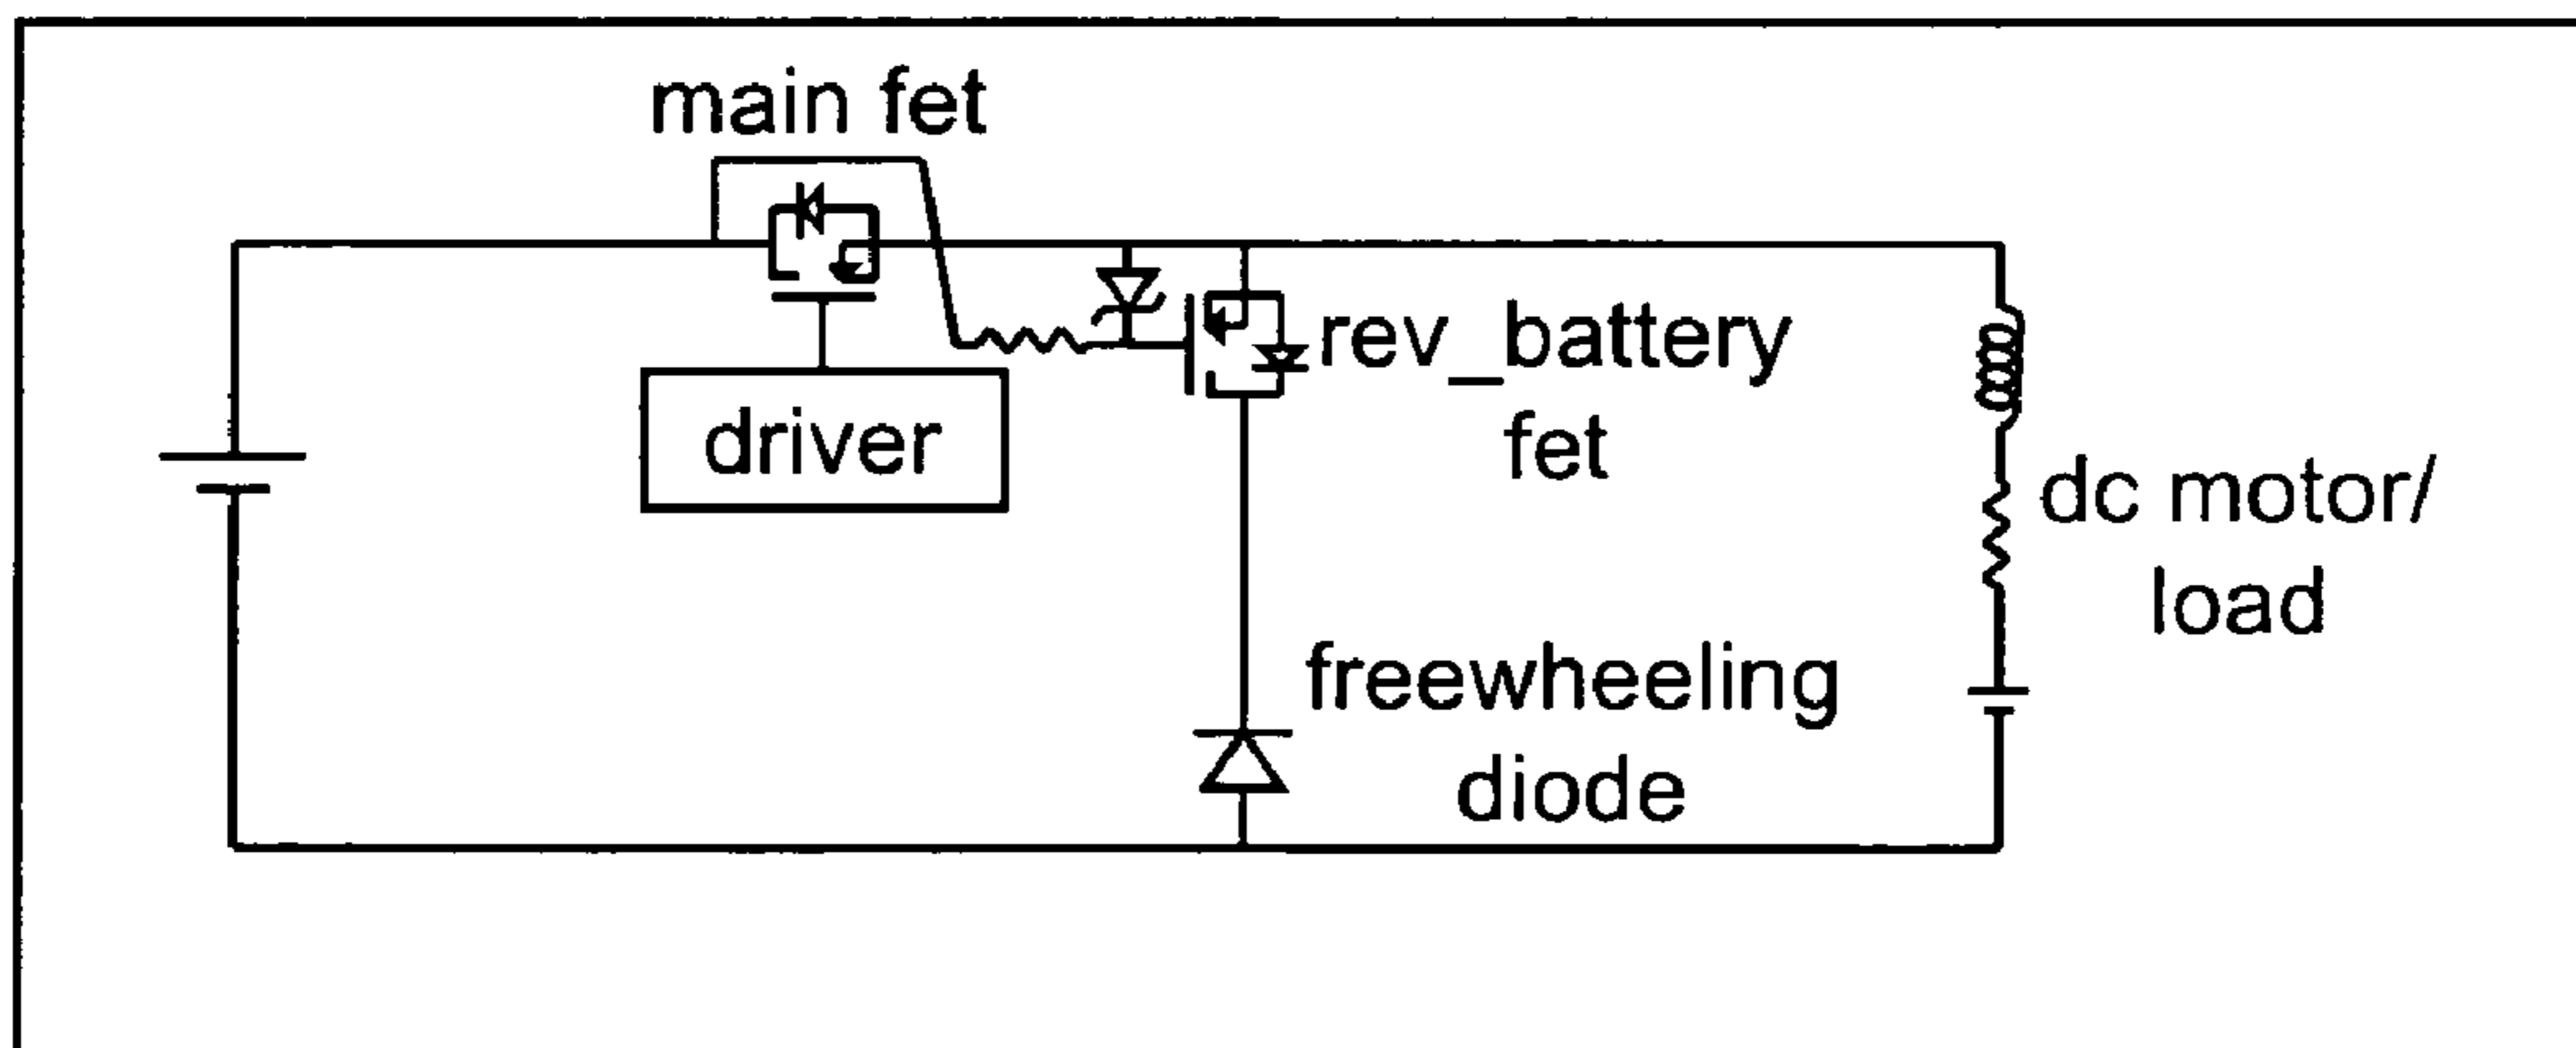 main fet
driver
rev_battery
fet
dc motor/
load
freewheeling
diode